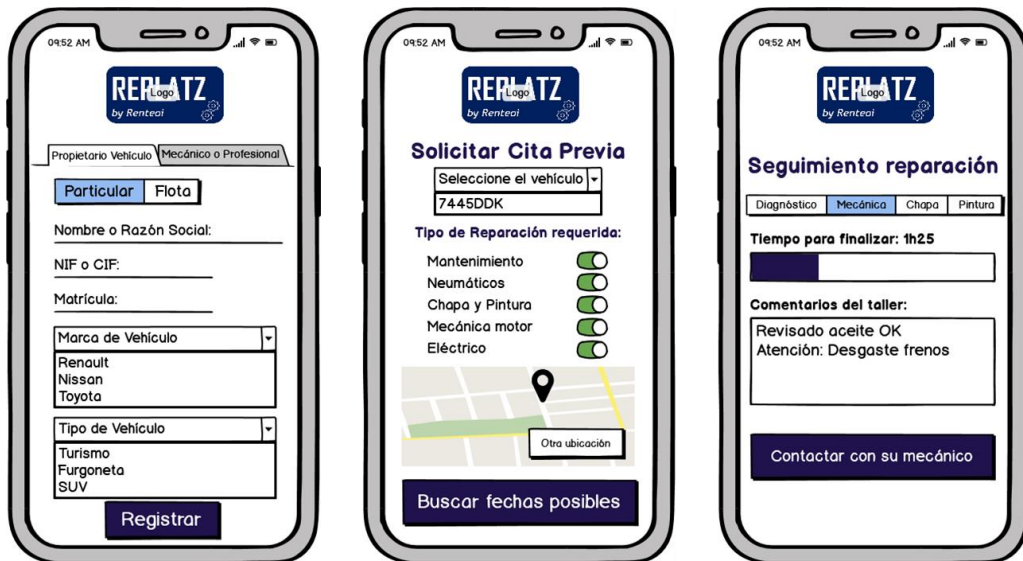 09:52 AM
REPLATZ
Logo
by Renteai
Propietario Vehículo Mecánico o Profesional
Particular Flota
Nombre o Razón Social:
NIF o CIF:
Matrícula:
Marca de Vehículo
Renault
Nissan
Toyota
Tipo de Vehículo
Turismo
Furgoneta
SUV
Registrar
09:52 AM
REPLATZ
Logo
by Renteai
Solicitar Cita Previa
Seleccione el vehículo
7445DDK
Tipo de Reparación requerida:
Mantenimiento
Neumáticos
Chapa y Pintura
Mecánica motor
Eléctrico
Otra ubicación
Buscar fechas posibles
09:52 AM
REPLATZ
Logo
by Renteai
Seguimiento reparación
Diagnóstico Mecánica Chapa Pintura
Tiempo para finalizar: 1h25
Comentarios del taller:
Revisado aceite OK
Atención: Desgaste frenos
Contactar con su mecánico